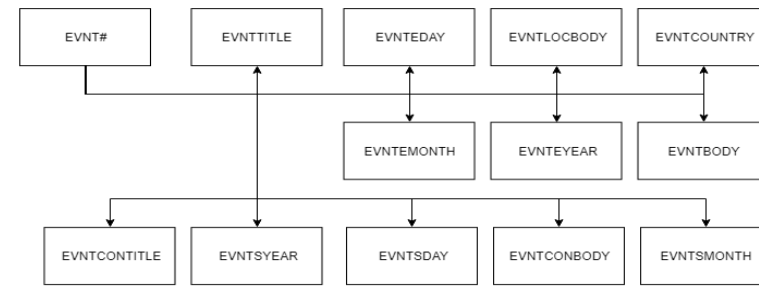 EVNT#
EVNTTITLE
EVNTEDAY
EVNTLOCBODY
EVNTCOUNTRY
EVNTEMONTH
EVNTEYEAR
EVNTBODY
EVNTCONTITLE
EVNTSYEAR
EVNTSDAY
EVNTCONBODY
EVNTSMONTH